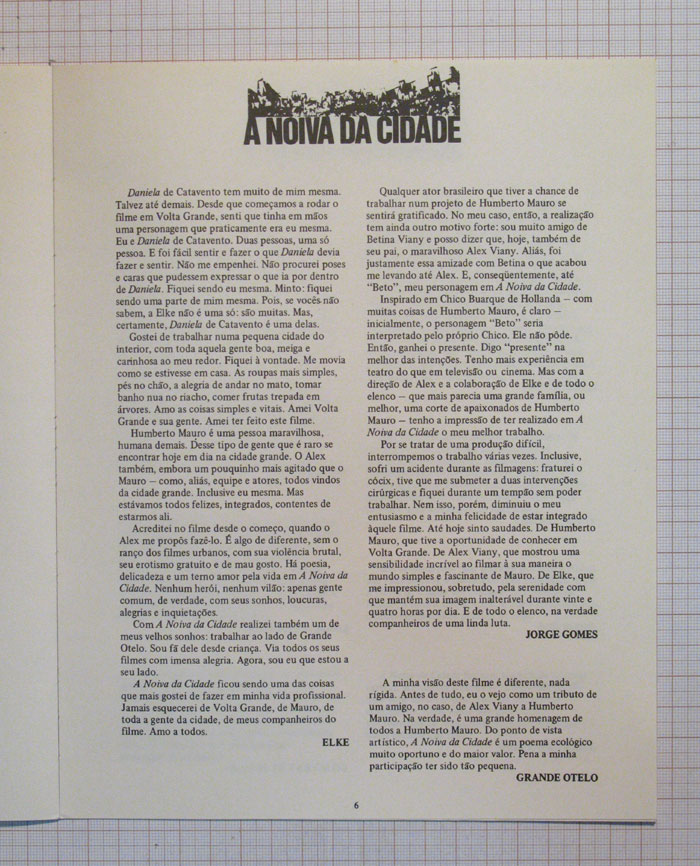 A NOIVA DA CIDADE
Daniela de Catavento tem muito de mim mesma.
Talvez até demais. Desde que começamos a rodar o
filme em Volta Grande, senti que tinha em mãos
uma personagem que praticamente era eu mesma.
Eu e Daniela de Catavento. Duas pessoas, uma só
pessoa. E foi fácil sentir e fazer o que Daniela devia
fazer e sentir. Não me empenhei. Não procurei poses
e caras que pudessem expressar o que ia por dentro
de Daniela. Fiquei sendo eu mesma. Minto: fiquei
sendo uma parte de mim mesma. Pois, se vocês não
sabem, a Elke não é uma só: são muitas. Mas,
certamente, Daniela de Catavento é uma delas.
Gostei de trabalhar numa pequena cidade do
interior, com toda aquela gente boa, meiga e
carinhosa ao meu redor. Fiquei à vontade. Me movia
como se estivesse em casa. As roupas mais simples,
pés no chão, a alegria de andar no mato, tomar
banho nua no riacho, comer frutas trepada em
árvores. Amo as coisas simples e vitais. Amei Volta
Grande e sua gente. Amei ter feito este filme.
Humberto Mauro é uma pessoa maravilhosa,
humana demais. Desse tipo de gente que é raro se
encontrar hoje em dia na cidade grande. O Alex
também, embora um pouquinho mais agitado que o
Mauro — como, aliás, equipe e atores, todos vindos
da cidade grande. Inclusive eu mesma. Mas
estávamos todos felizes, integrados, contentes de
estarmos ali.
Acreditei no filme desde o começo, quando o
Alex me propôs fazê-lo. É algo de diferente, sem o
ranço dos filmes urbanos, com sua violência brutal,
seu erotismo gratuito e de mau gosto. Há poesia,
delicadeza e um terno amor pela vida em A Noiva da
Cidade. Nenhum herói, nenhum vilão: apenas gente
comum, de verdade, com seus sonhos, loucuras,
alegrias e inquietações.
Com A Noiva da Cidade realizei também um de
meus velhos sonhos: trabalhar ao lado de Grande
Otelo. Sou fã dele desde criança. Via todos os seus
filmes com imensa alegria. Agora, sou eu que estou a
seu lado.
A Noiva da Cidade ficou sendo uma das coisas
que mais gostei de fazer em minha vida profissional.
Jamais esquecerei de Volta Grande, de Mauro, de
toda a gente da cidade, de meus companheiros do
filme. Amo a todos.
ELKE
Qualquer ator brasileiro que tiver a chance de
trabalhar num projeto de Humberto Mauro se
sentirá gratificado. No meu caso, então, a realização
tem ainda outro motivo forte: sou muito amigo de
Betina Viany e posso dizer que, hoje, também de
seu pai, o maravilhoso Alex Viany. Aliás, foi
justamente essa amizade com Betina o que acabou
me levando até Alex. E, conseqüentemente, até
"Beto", meu personagem em A Noiva da Cidade.
Inspirado em Chico Buarque de Hollanda — com
muitas coisas de Humberto Mauro, é claro —
inicialmente, o personagem "Beto" seria
interpretado pelo próprio Chico. Ele não pôde.
Então, ganhei o presente. Digo "presente" na
melhor das intenções. Tenho mais experiência em
teatro do que em televisão ou cinema. Mas com a
direção de Alex e a colaboração de Elke e de todo o
elenco — que mais parecia uma grande família, ou
melhor, uma corte de apaixonados de Humberto
Mauro — tenho a impressão de ter realizado em A
Noiva da Cidade o meu melhor trabalho.
Por se tratar de uma produção difícil,
interrompemos o trabalho várias vezes. Inclusive,
sofri um acidente durante as filmagens: fraturei o
cócix, tive que me submeter a duas intervenções
cirúrgicas e fiquei durante um tempão sem poder
trabalhar. Nem isso, porém, diminuiu o meu
entusiasmo e a minha felicidade de estar integrado
àquele filme. Até hoje sinto saudades. De Humberto
Mauro, que tive a oportunidade de conhecer em
Volta Grande. De Alex Viany, que mostrou uma
sensibilidade incrível ao filmar à sua maneira o
mundo simples e fascinante de Mauro. De Elke, que
me impressionou, sobretudo, pela serenidade com
que mantém sua imagem inalterável durante vinte e
quatro horas por dia. E de todo o elenco, na verdade
companheiros de uma linda luta.
JORGE GOMES
A minha visão deste filme é diferente, nada
rígida. Antes de tudo, eu o vejo como um tributo de
um amigo, no caso, de Alex Viany a Humberto
Mauro. Na verdade, é uma grande homenagem de
todos a Humberto Mauro. Do ponto de vista
artístico, A Noiva da Cidade é um poema ecológico
muito oportuno e do maior valor. Pena a minha
participação ter sido tão pequena.
GRANDE OTELO
6